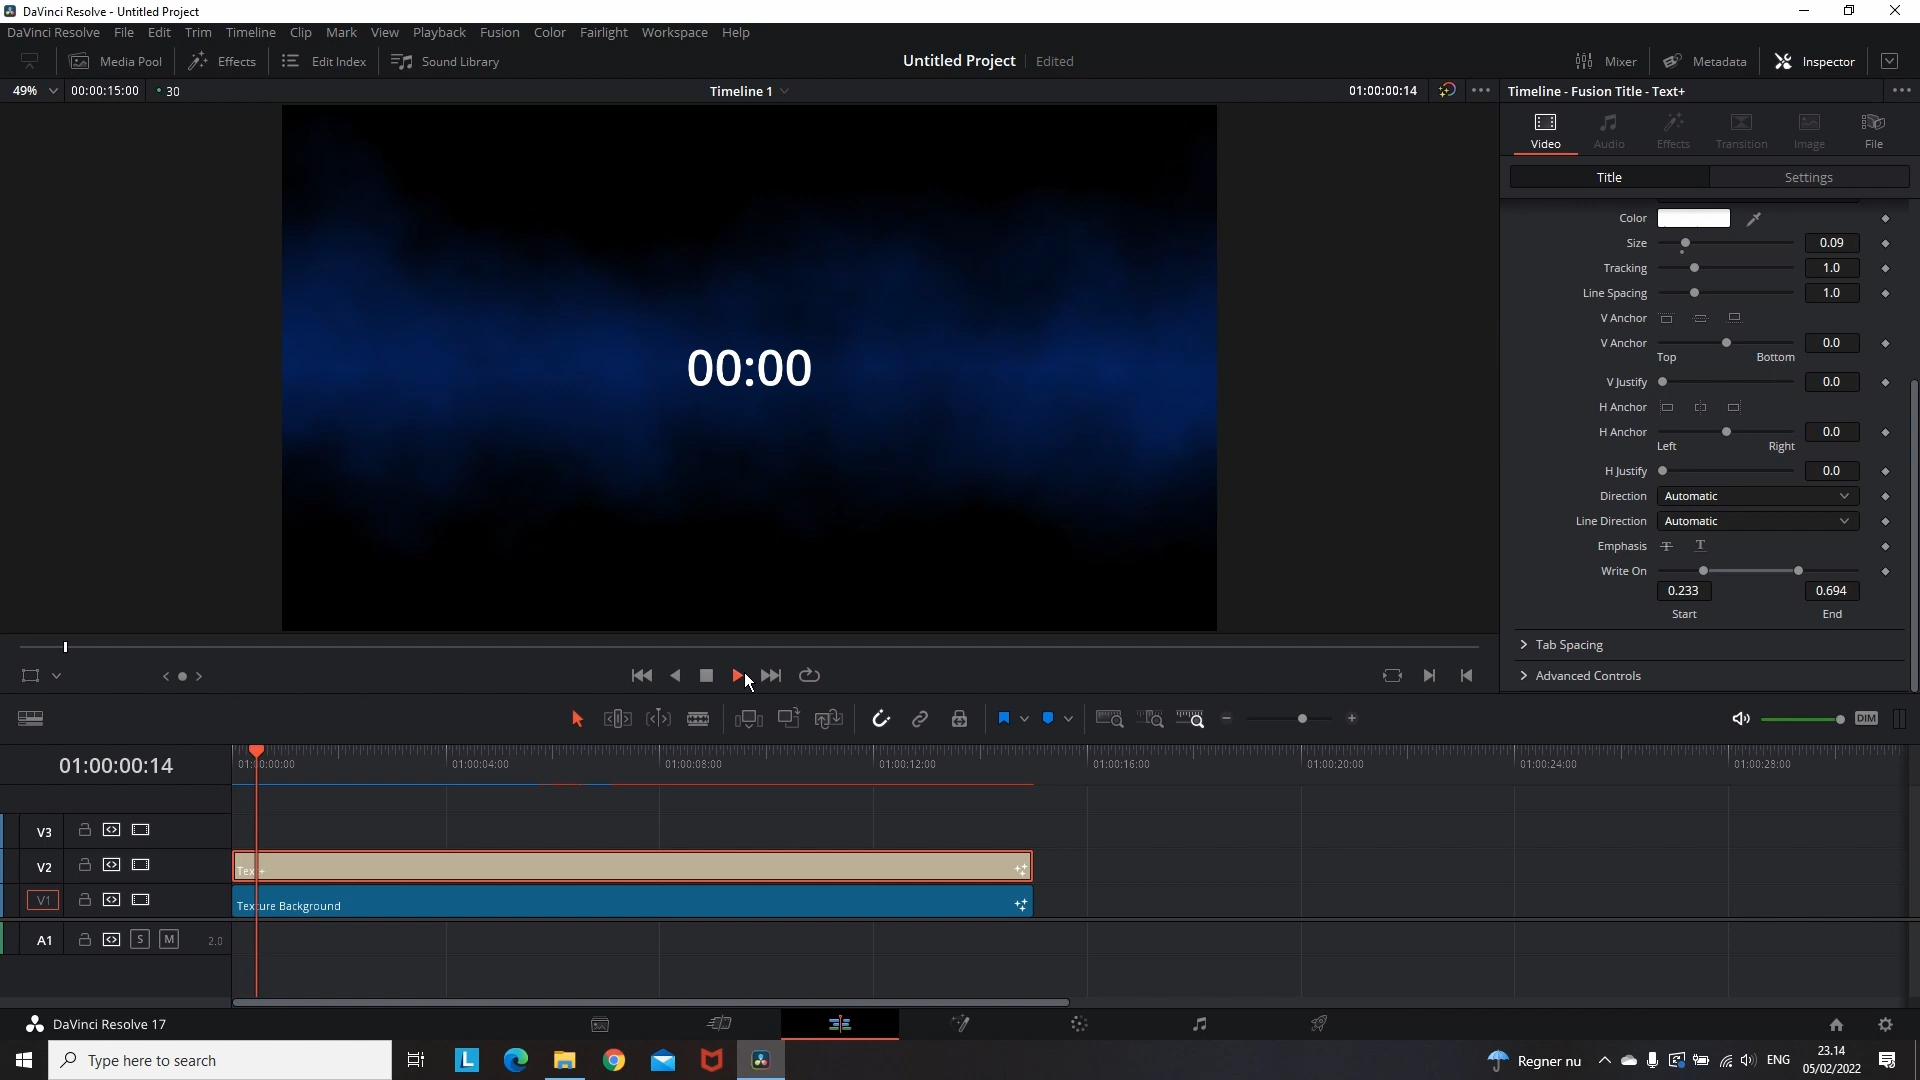 DaVinci Resolve - Untitled Project
DaVinci Resolve File Edit Trim Timeline Clip Mark View Playback Fusion Color Fairlight Workspace Help
Media Pool Effects Edit Index Sound Library Untitled Project Edited Mixer Metadata Inspector
49% 00:00:15:00 30 Timeline 1 01:00:00:14 Timeline - Fusion Title - Text+
Video Audio Effects Transition Image File
Title Settings
Color
Size 0.09
Tracking 1.0
Line Spacing 1.0
V Anchor
V Anchor 0.0
Top Bottom
V Justify 0.0
H Anchor
H Anchor 0.0
Left Right
H Justify 0.0
Direction Automatic
Line Direction Automatic
Emphasis T T
Write On
0.233 0.694
Start End
Tab Spacing
Advanced Controls
00:00
DIM
01:00:00:14 01:00:00:00 01:00:04:00 01:00:08:00 01:00:12:00 01:00:16:00 01:00:20:00 01:00:24:00 01:00:28:00
V3
V2 Text+
V1 Texture Background
A1 S M 2.0
DaVinci Resolve 17
Type here to search L Regner nu ENG 23.14
05/02/2022